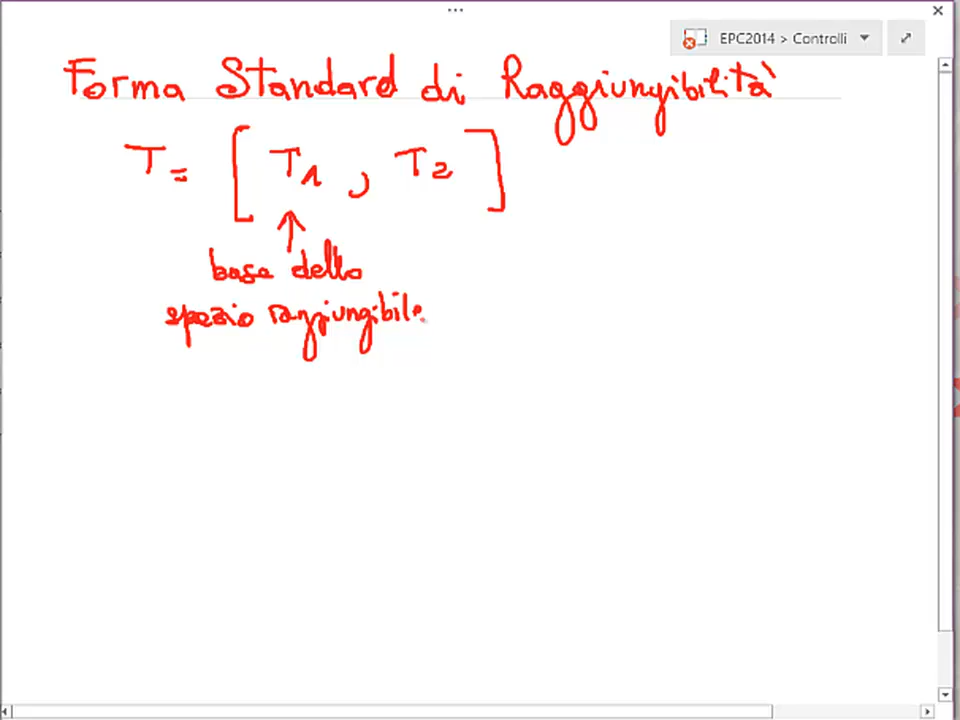 EPC2014 > Controlli
Forma Standard di Raggiungibilità
T = [ T1 , T2 ]
↑
base dello
spazio raggiungibile